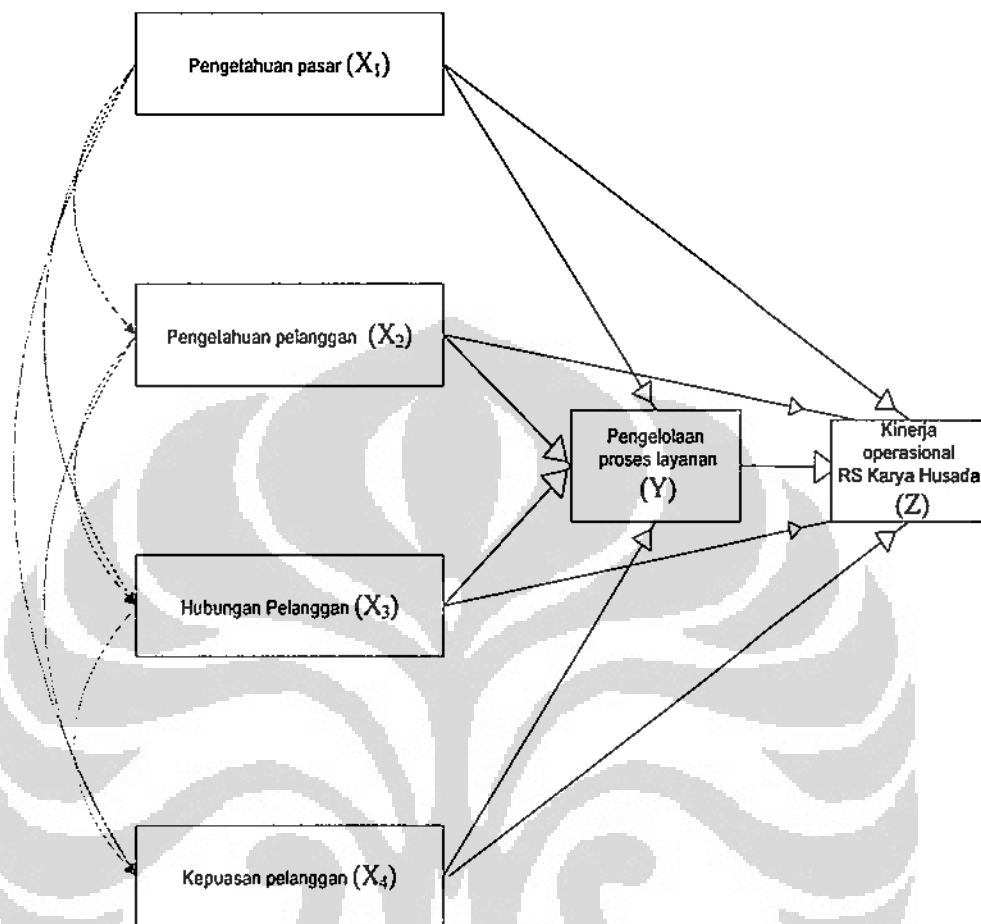 Pengetahuan pasar (X₁)
Pengetahuan pelanggan (X₂)
Pengelolaan
proses layanan
(Y)
Kinerja
operasional
RS Karya Husada
(Z)
Hubungan Pelanggan (X₃)
Kepuasan pelanggan (X₄)